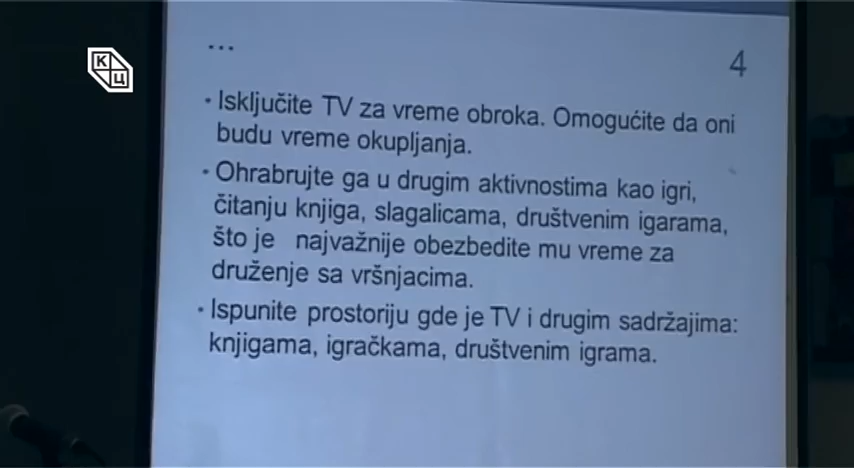 КЦ
...
4
• Isključite TV za vreme obroka. Omogućite da oni
budu vreme okupljanja.
• Ohrabrujte ga u drugim aktivnostima kao igri,
čitanju knjiga, slagalicama, društvenim igarama,
što je najvažnije obezbedite mu vreme za
druženje sa vršnjacima.
• Ispunite prostoriju gde je TV i drugim sadržajima:
knjigama, igračkama, društvenim igrama.